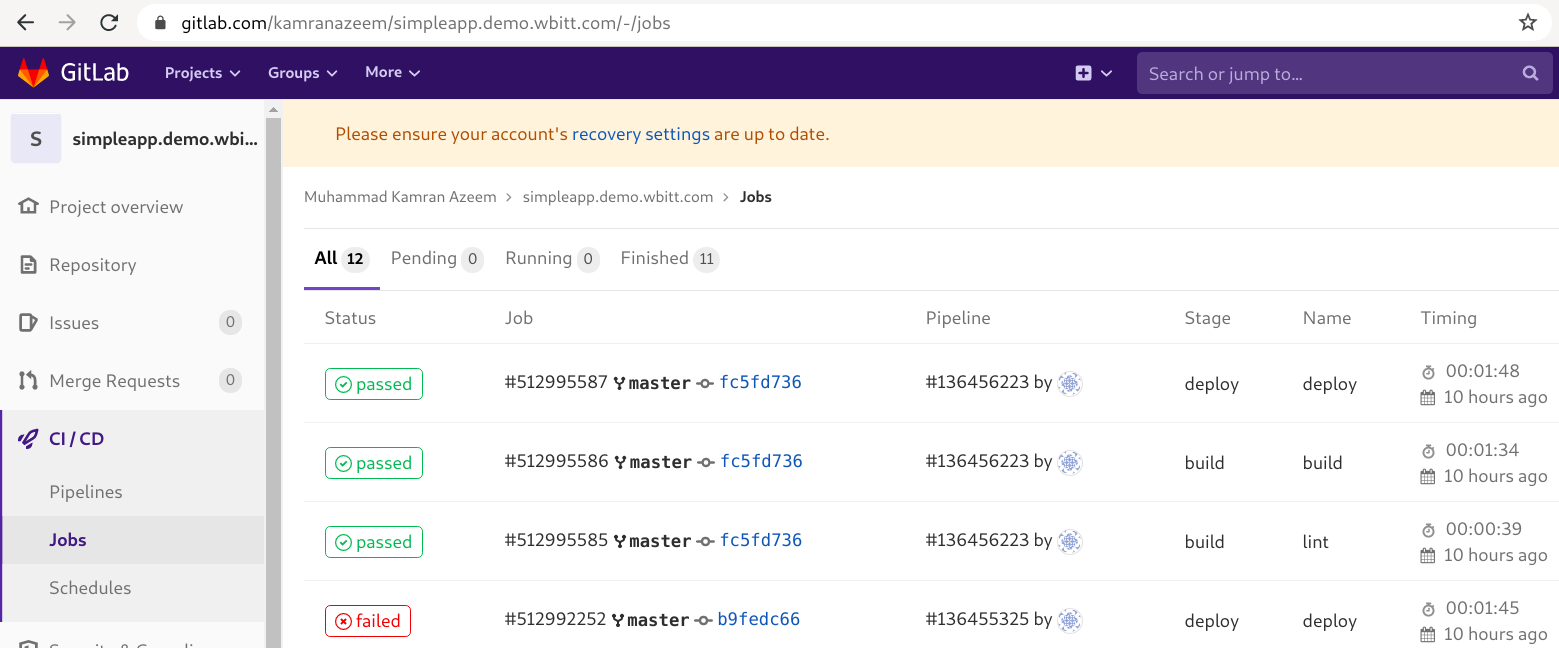 gitlab.com/kamranazeem/simpleapp.demo.wbitt.com/-/jobs
GitLab Projects Groups More Search or jump to...
S simpleapp.demo.wbi...
Project overview
Repository
Issues 0
Merge Requests 0
CI / CD
Pipelines
Jobs
Schedules
Please ensure your account's recovery settings are up to date.
Muhammad Kamran Azeem > simpleapp.demo.wbitt.com > Jobs
All 12 Pending 0 Running 0 Finished 11
Status Job Pipeline Stage Name Timing
passed #512995587 master fc5fd736 #136456223 by deploy deploy 00:01:48
10 hours ago
passed #512995586 master fc5fd736 #136456223 by build build 00:01:34
10 hours ago
passed #512995585 master fc5fd736 #136456223 by build lint 00:00:39
10 hours ago
failed #512992252 master b9fedc66 #136455325 by deploy deploy 00:01:45
10 hours ago